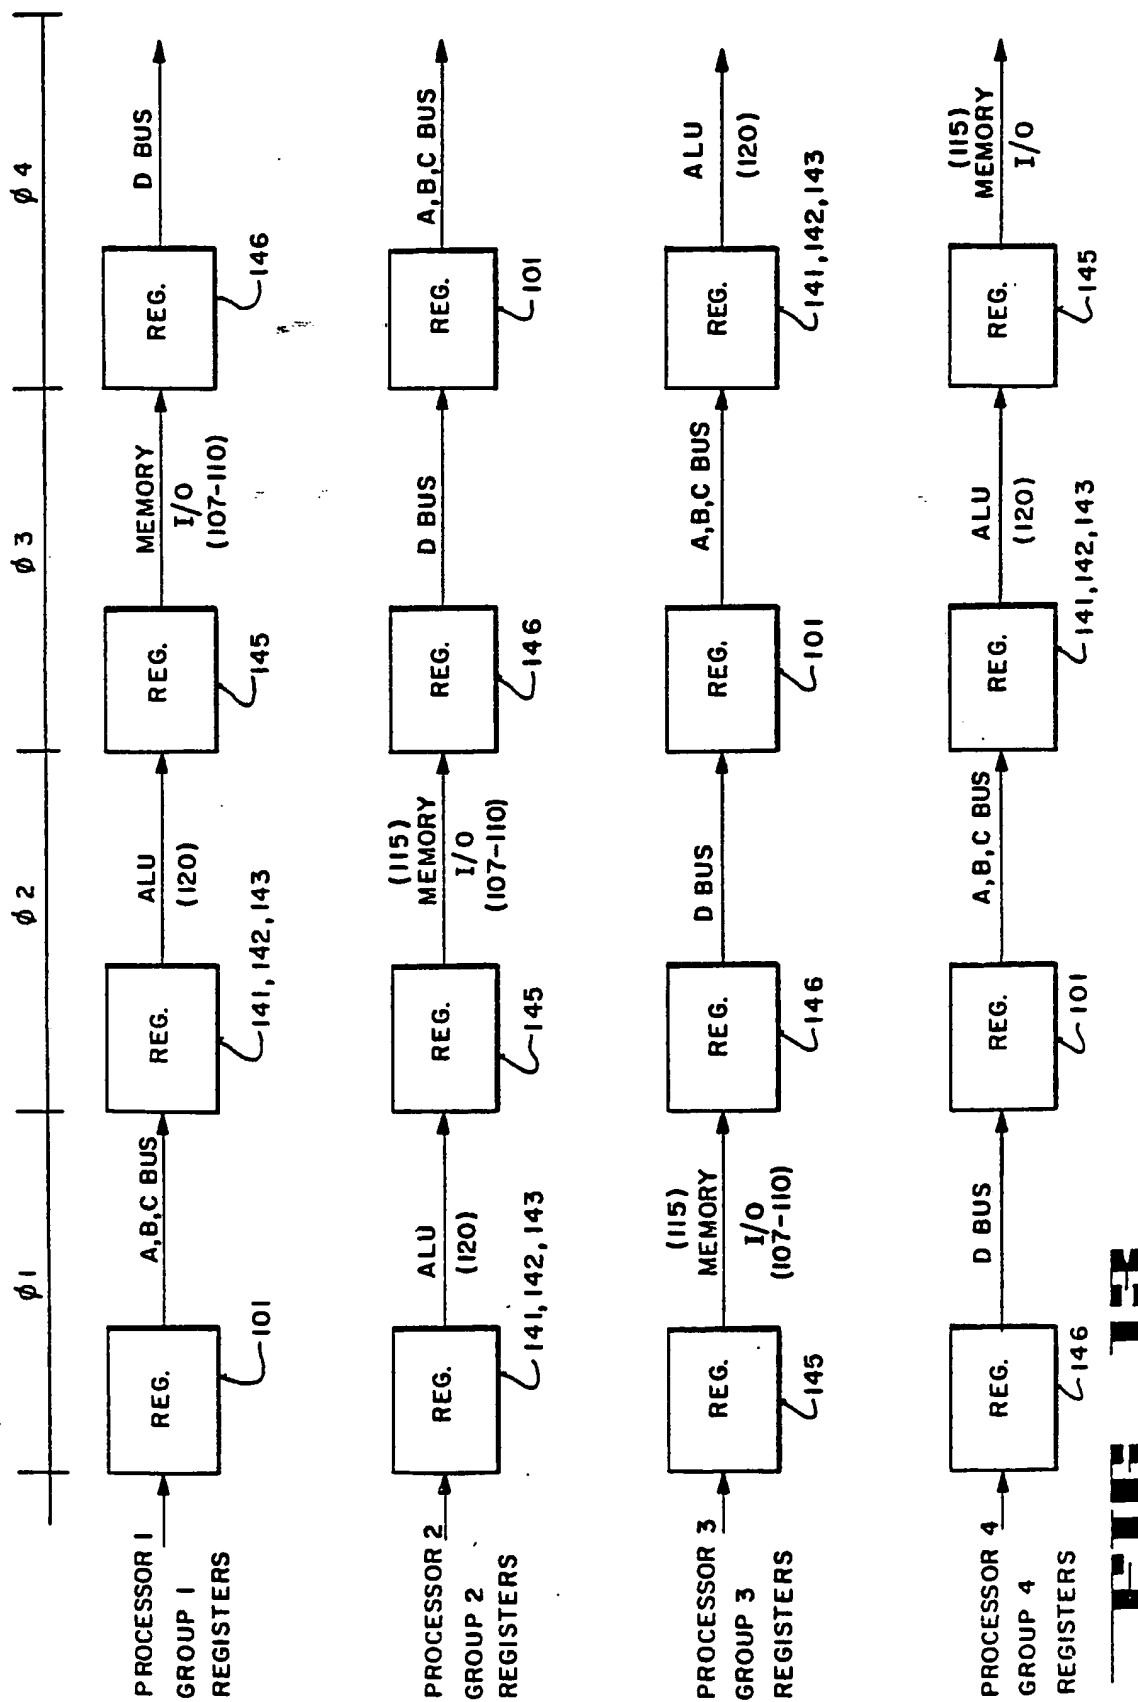 ø1
ø2
ø3
ø4
PROCESSOR 1
GROUP 1
REGISTERS
REG.
101
A,B,C BUS
REG.
141, 142, 143
ALU
(120)
REG.
145
MEMORY
I/O
(107-110)
REG.
146
D BUS
PROCESSOR 2
GROUP 2
REGISTERS
REG.
141, 142, 143
ALU
(120)
REG.
145
(115)
MEMORY
I/O
(107-110)
REG.
146
D BUS
REG.
101
A,B,C BUS
PROCESSOR 3
GROUP 3
REGISTERS
REG.
145
(115)
MEMORY
I/O
(107-110)
REG.
146
D BUS
REG.
101
A,B,C BUS
REG.
141, 142, 143
ALU
(120)
PROCESSOR 4
GROUP 4
REGISTERS
REG.
146
D BUS
REG.
101
A,B,C BUS
REG.
141, 142, 143
ALU
(120)
REG.
145
(115)
MEMORY
I/O